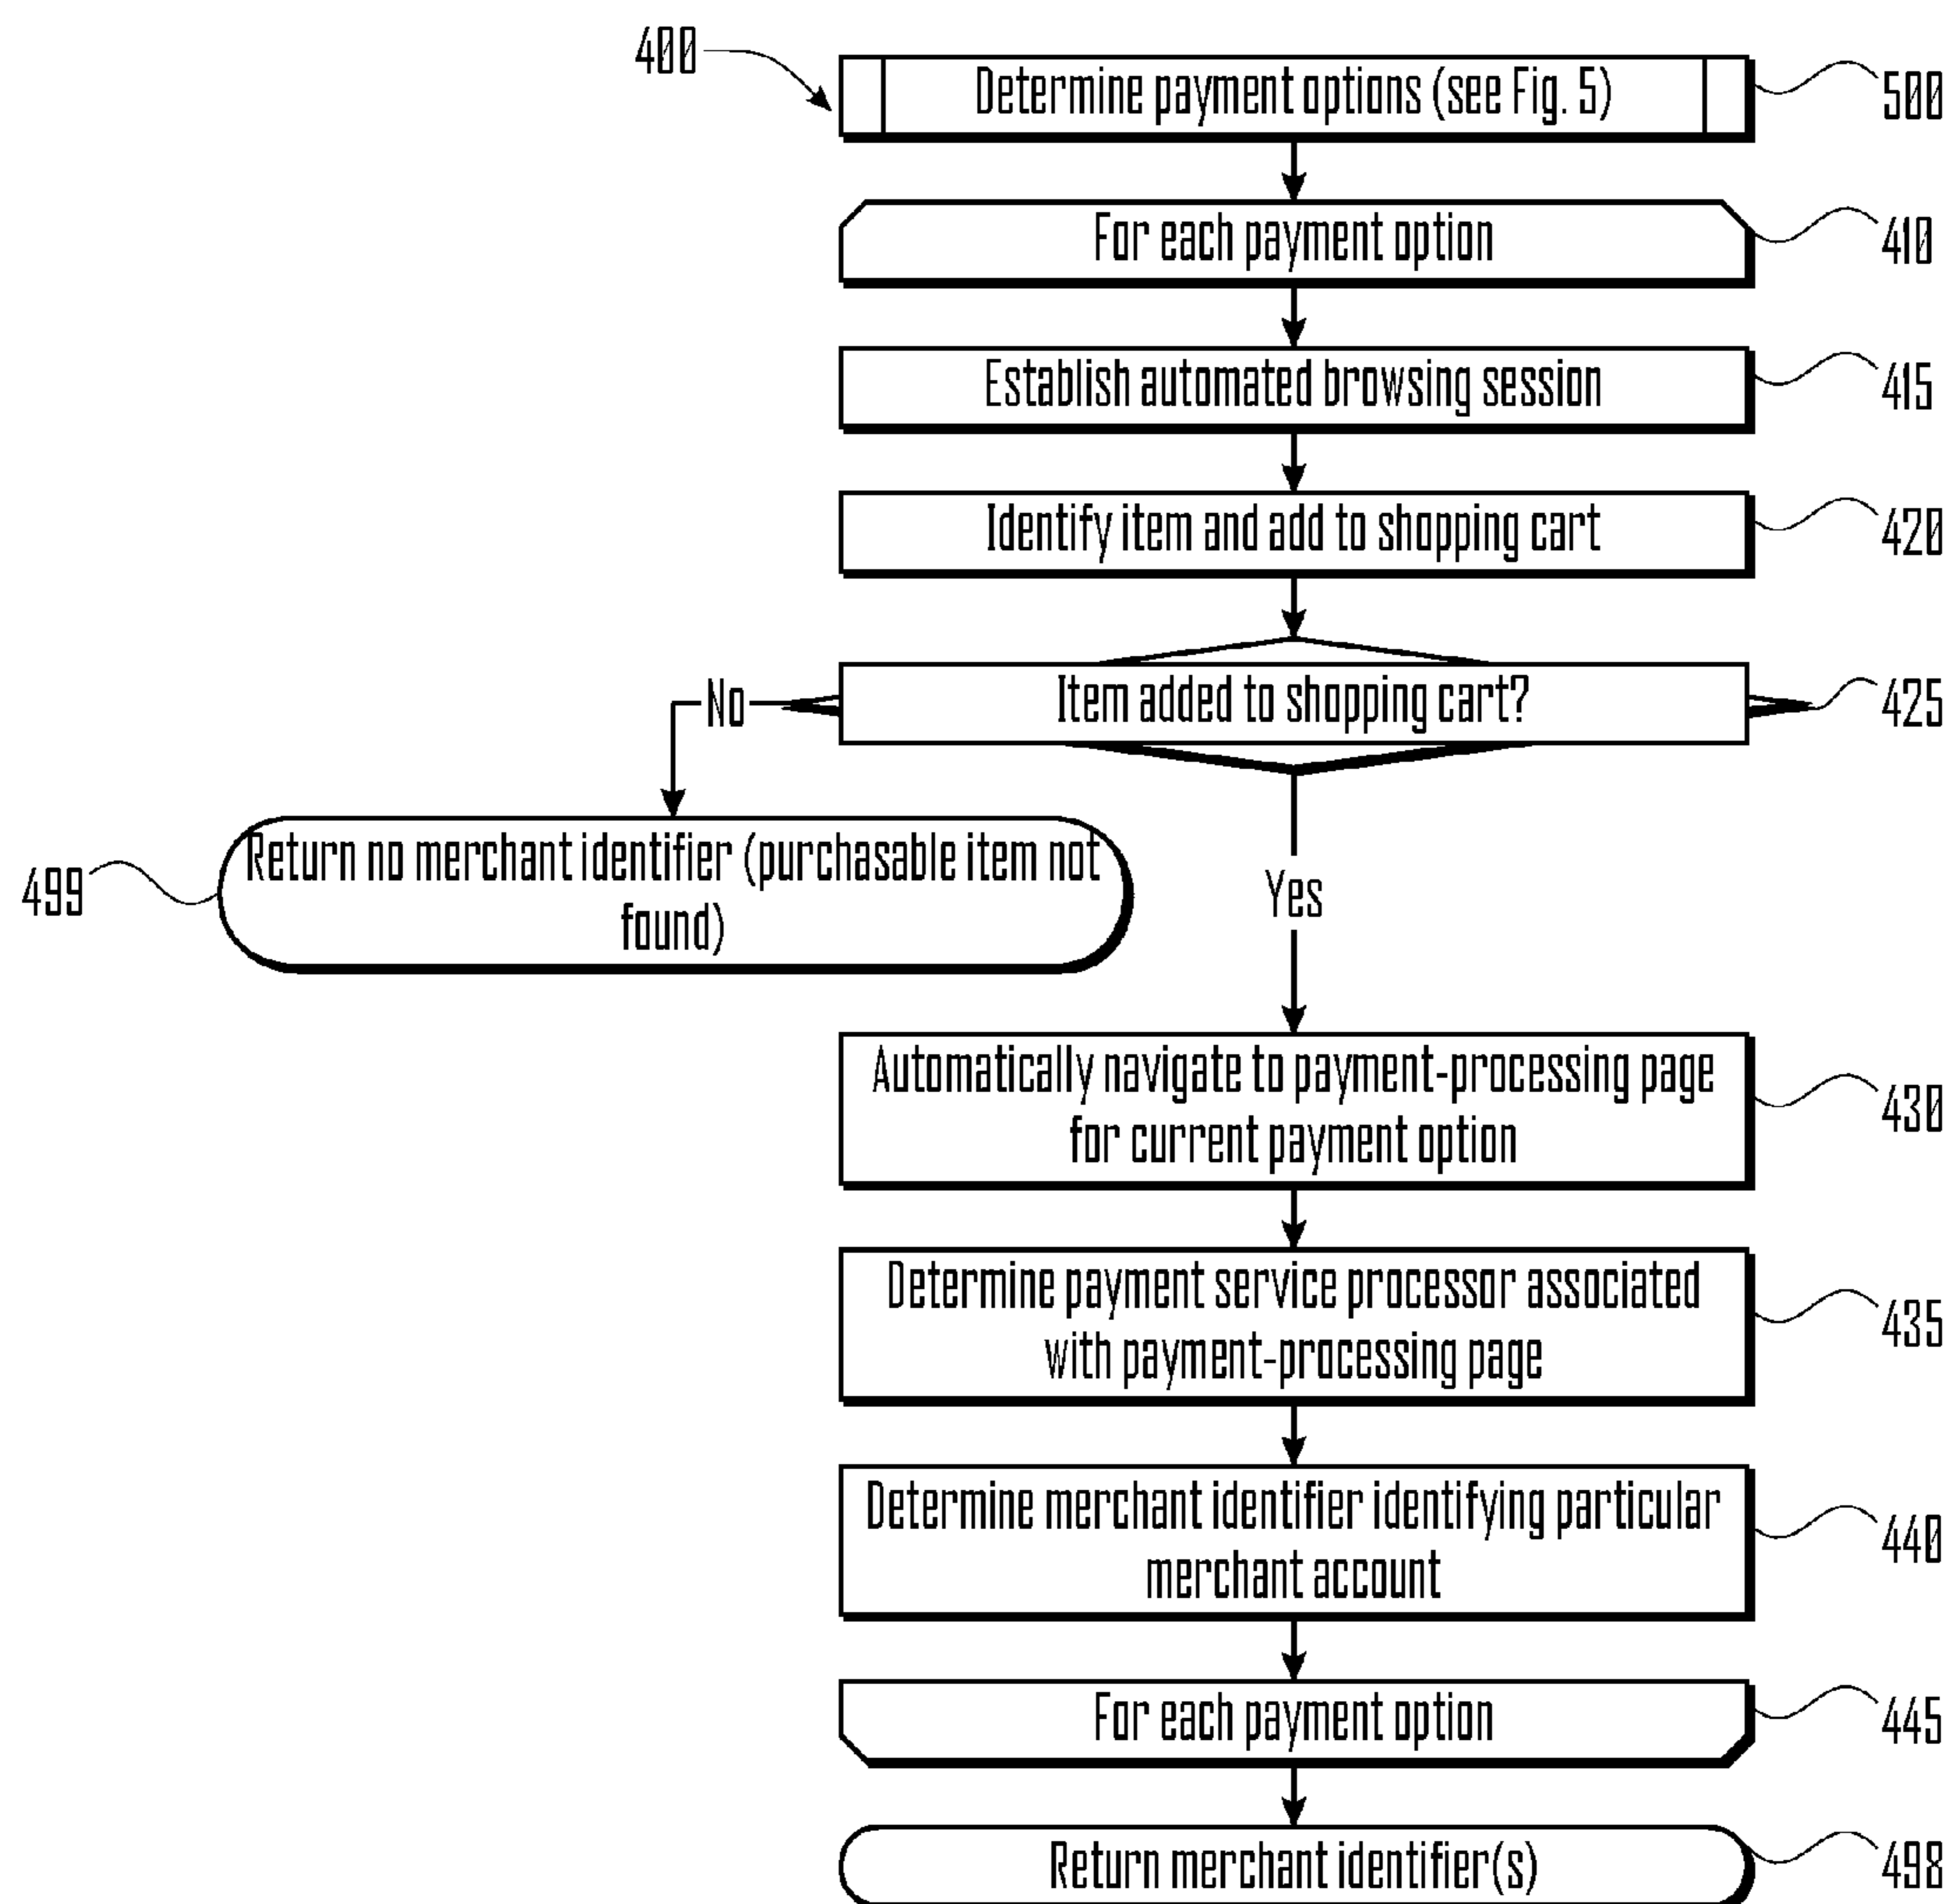 400
Determine payment options (see Fig. 5)
500
For each payment option
410
Establish automated browsing session
415
Identify item and add to shopping cart
420
Item added to shopping cart?
425
No
Return no merchant identifier (purchasable item not
found)
499
Yes
Automatically navigate to payment-processing page
for current payment option
430
Determine payment service processor associated
with payment-processing page
435
Determine merchant identifier identifying particular
merchant account
440
For each payment option
445
Return merchant identifier(s)
498